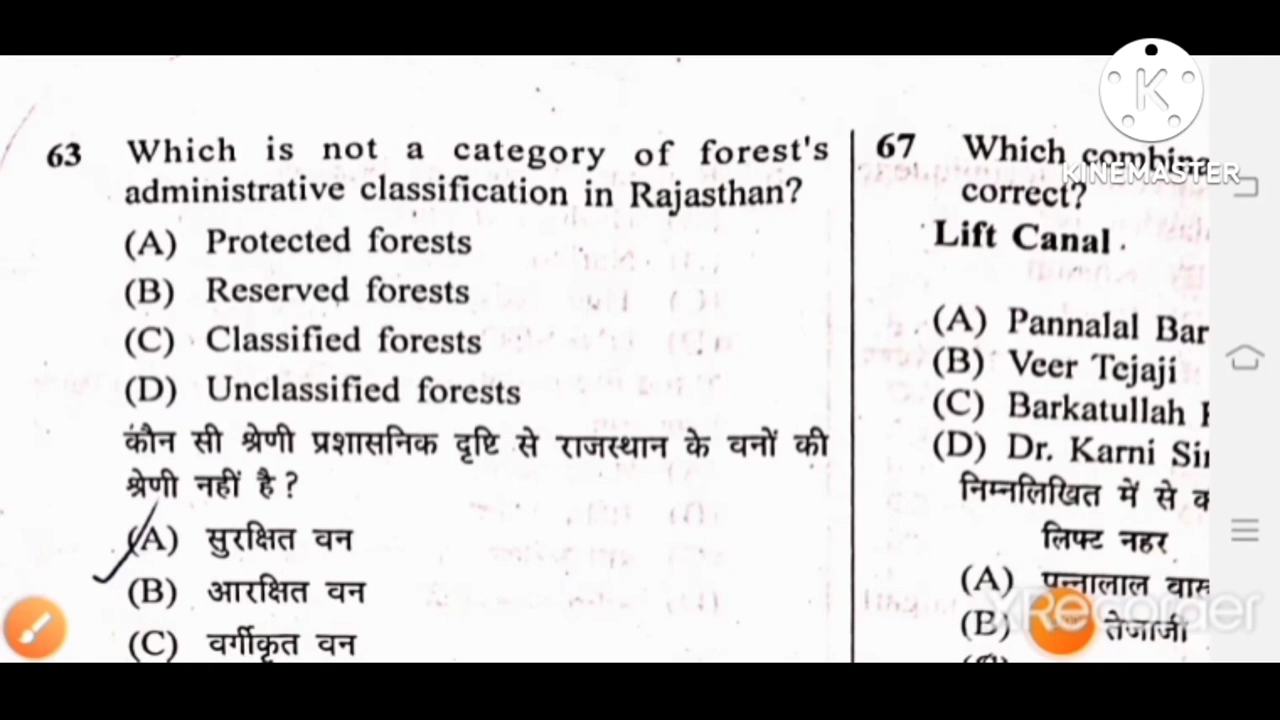 63 Which is not a category of forest's
administrative classification in Rajasthan?
(A) Protected forests
(B) Reserved forests
(C) Classified forests
(D) Unclassified forests
कौन सी श्रेणी प्रशासनिक दृष्टि से राजस्थान के वनों की
श्रेणी नहीं है ?
(A) सुरक्षित वन
(B) आरक्षित वन
(C) वर्गीकृत वन
67 Which
correct?
Lift Canal
(A) Pannalal
(B) Veer Tejaji
(C) Barkatullah
(D) Dr. Karni
निम्नलिखित में से
लिफ्ट नहर
(A) पन्नालाल
(B) तेजाजी
K
KINEMASTER
XRecorder